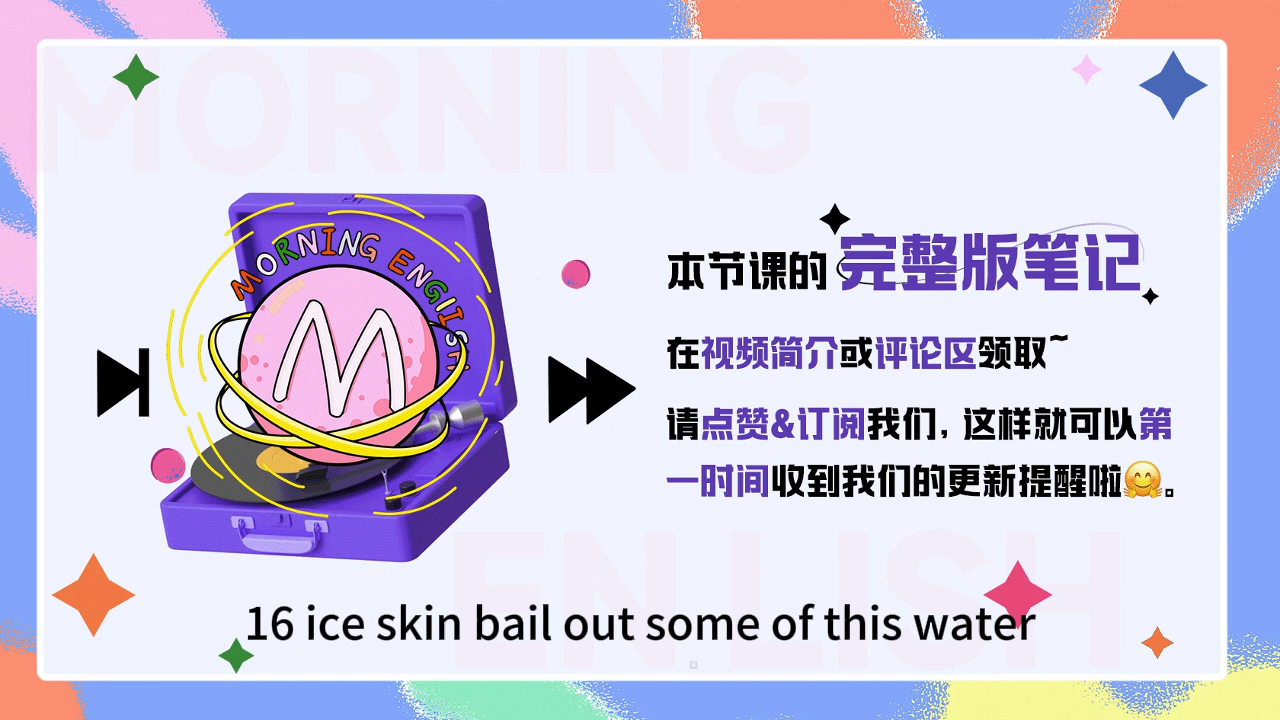 MORNING
MORNING ENGLISH
M
本节课的 完整版笔记
在视频简介或评论区领取~
请点赞&订阅我们，这样就可以第
一时间收到我们的更新提醒啦🤗。
EN LISH
16 ice skin bail out some of this water